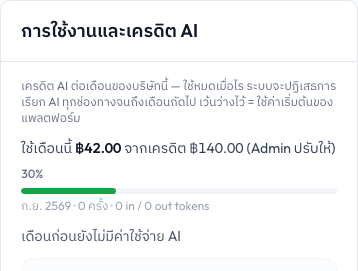 การใช้งานและเครดิต AI
เครดิต AI ต่อเดือนของบริษัทนี้ — ใช้หมดเมื่อไร ระบบจะปฏิเสธการ
เรียก AI ทุกช่องทางจนถึงเดือนถัดไป เว้นว่างไว้ = ใช้ค่าเริ่มต้นของ
แพลตฟอร์ม
ใช้เดือนนี้ ฿42.00 จากเครดิต ฿140.00 (Admin ปรับให้)
30%
ก.ย. 2569 · 0 ครั้ง · 0 in / 0 out tokens
เดือนก่อนยังไม่มีค่าใช้จ่าย AI